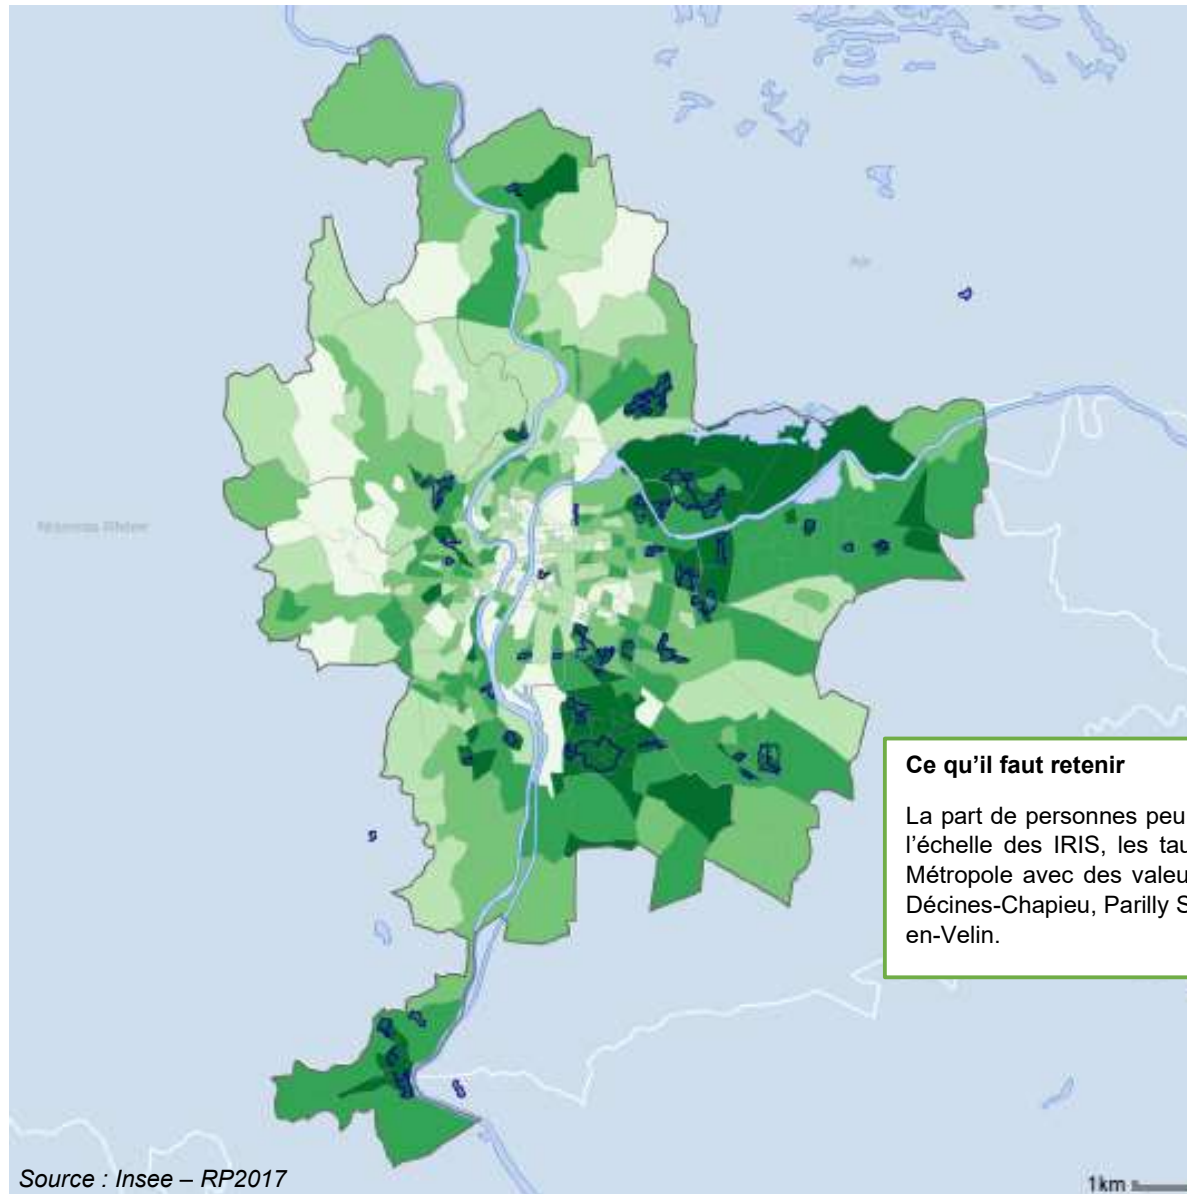 Ce qu'il faut retenir
La part de personnes peu
l'échelle des IRIS, les tau
Métropole avec des valeu
Décines-Chapieu, Parilly S
en-Velin.
Source : Insee – RP2017
1km